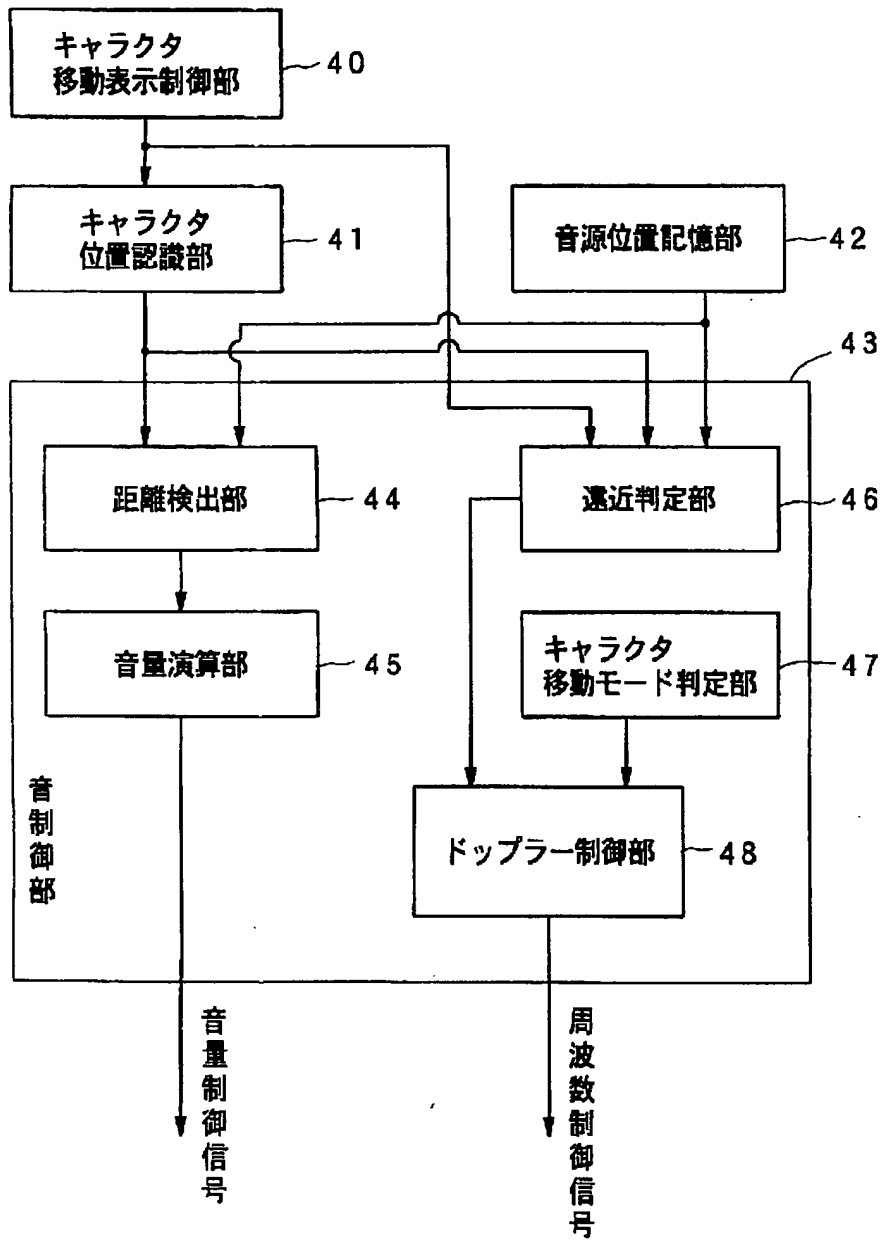 キャラクタ
移動表示制御部
40
キャラクタ
位置認識部
41
音源位置記憶部
42
43
距離検出部
44
遠近判定部
46
音量演算部
45
キャラクタ
移動モード判定部
47
音制御部
ドップラー制御部
48
音量制御信号
周波数制御信号